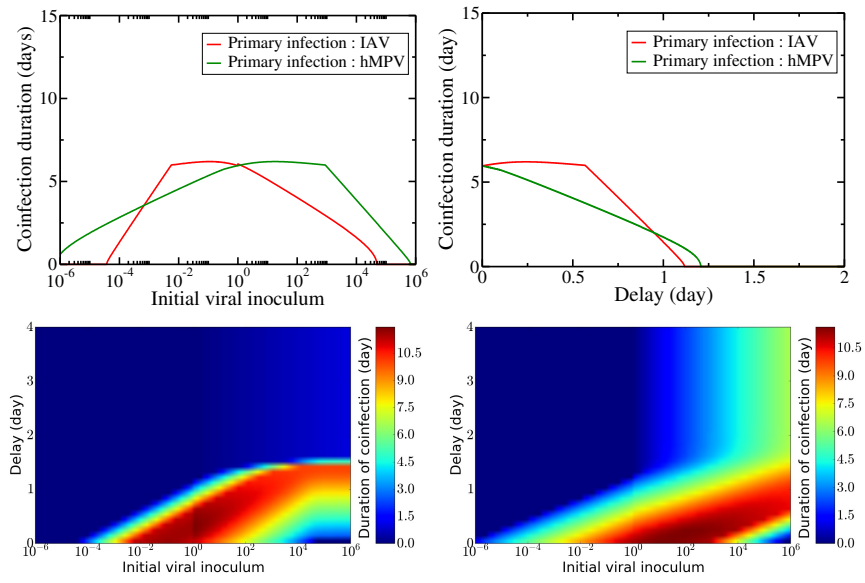 15
10
5
0
Coinfection duration (days)
Primary infection : IAV
Primary infection : hMPV
10^-6 10^-4 10^-2 10^0 10^2 10^4 10^6
Initial viral inoculum
15
10
5
0
Coinfection duration (day)
Primary infection : IAV
Primary infection : hMPV
0 0.5 1 1.5 2
Delay (day)
4
3
2
1
0
Delay (day)
10^-6 10^-4 10^-2 10^0 10^2 10^4 10^6
Initial viral inoculum
10.5
9.0
7.5
6.0
4.5
3.0
1.5
0.0
Duration of coinfection (day)
4
3
2
1
0
Delay (day)
10^-6 10^-4 10^-2 10^0 10^2 10^4 10^6
Initial viral inoculum
10.5
9.0
7.5
6.0
4.5
3.0
1.5
0.0
Duration of coinfection (day)